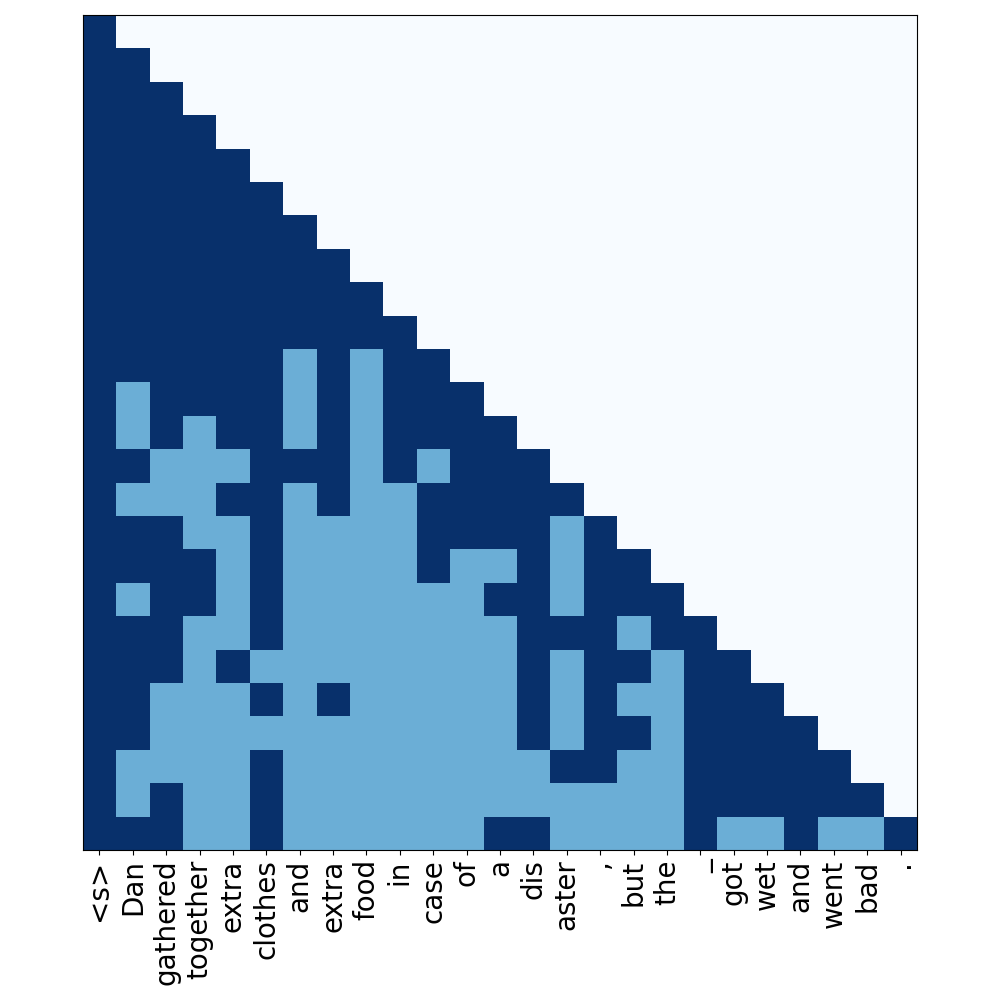 <s> Dan gathered together extra clothes and extra food in case of a dis aster , but the _ got wet and went bad .